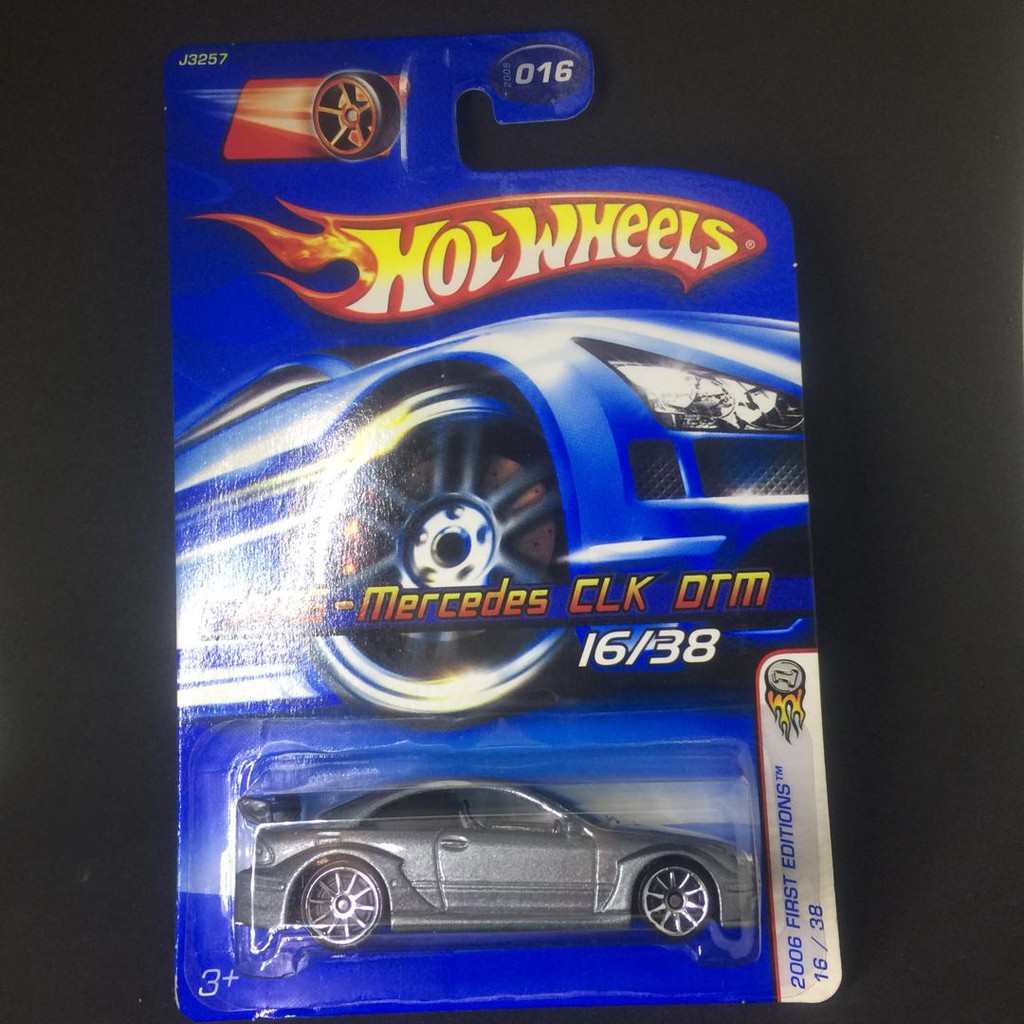 J3257
2006
016
HOT WHEELS®
-Mercedes CLK DTM
16/38
2006 FIRST EDITIONS™
16 / 38
3+